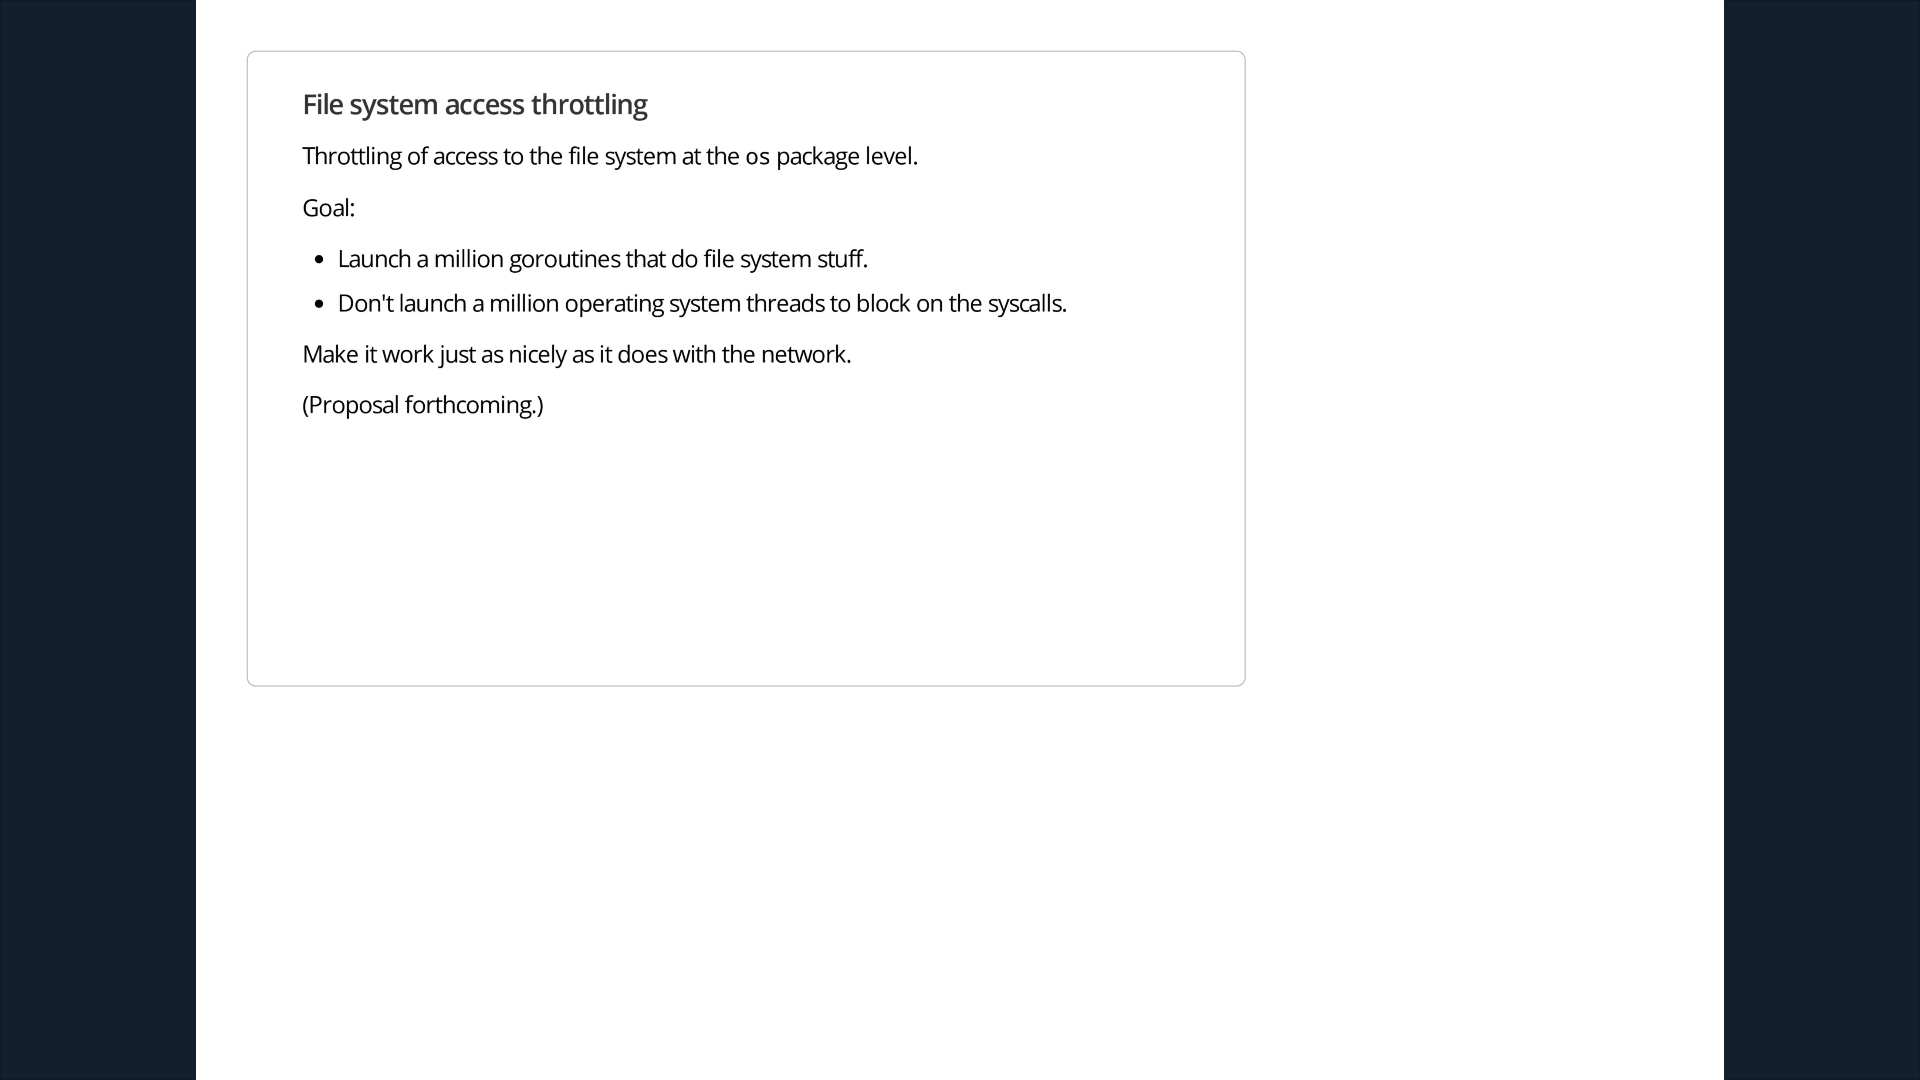 File system access throttling
Throttling of access to the file system at the os package level.
Goal:
• Launch a million goroutines that do file system stuff.
• Don't launch a million operating system threads to block on the syscalls.
Make it work just as nicely as it does with the network.
(Proposal forthcoming.)